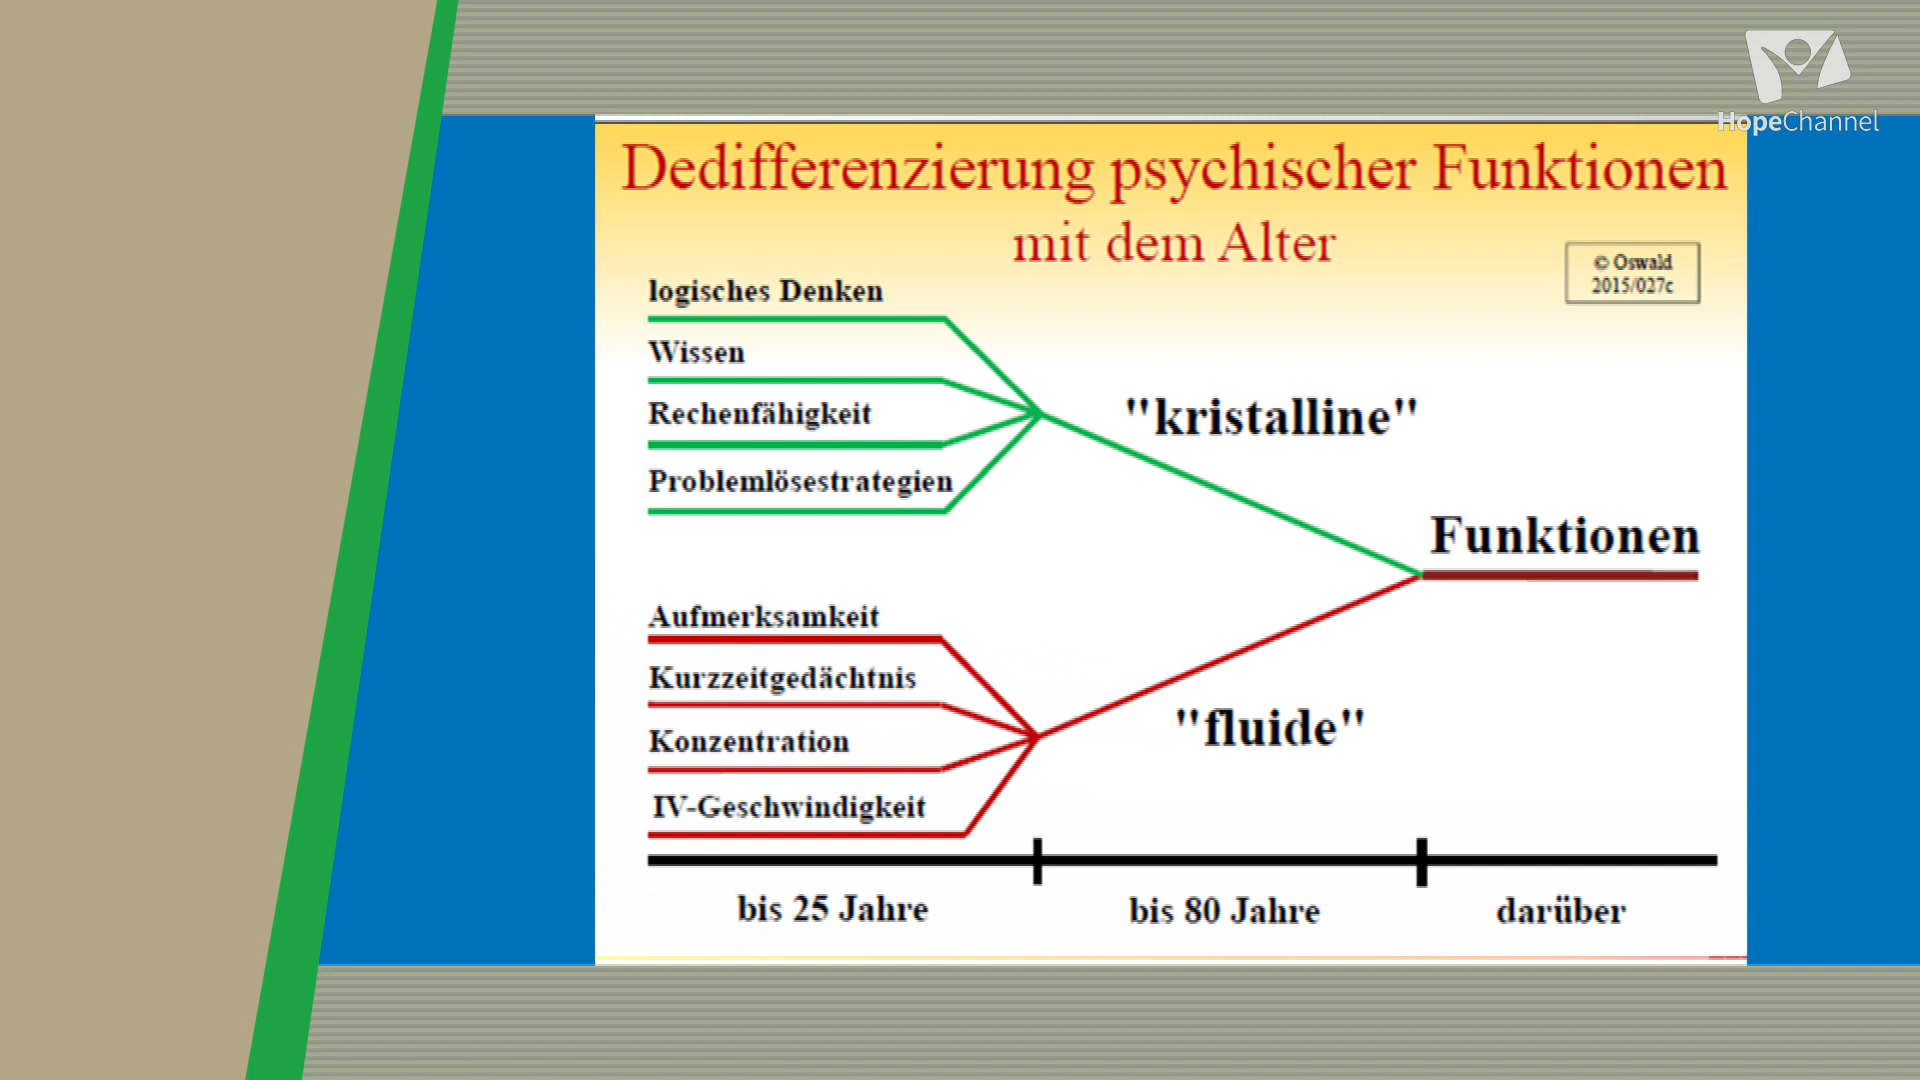 HopeChannel
Dedifferenzierung psychischer Funktionen
mit dem Alter
© Oswald
2015/027c
logisches Denken
Wissen
Rechenfähigkeit
Problemlösestrategien
"kristalline"
Funktionen
Aufmerksamkeit
Kurzzeitgedächtnis
Konzentration
IV-Geschwindigkeit
"fluide"
bis 25 Jahre
bis 80 Jahre
darüber